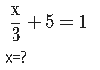 x/3 + 5 = 1
x=?